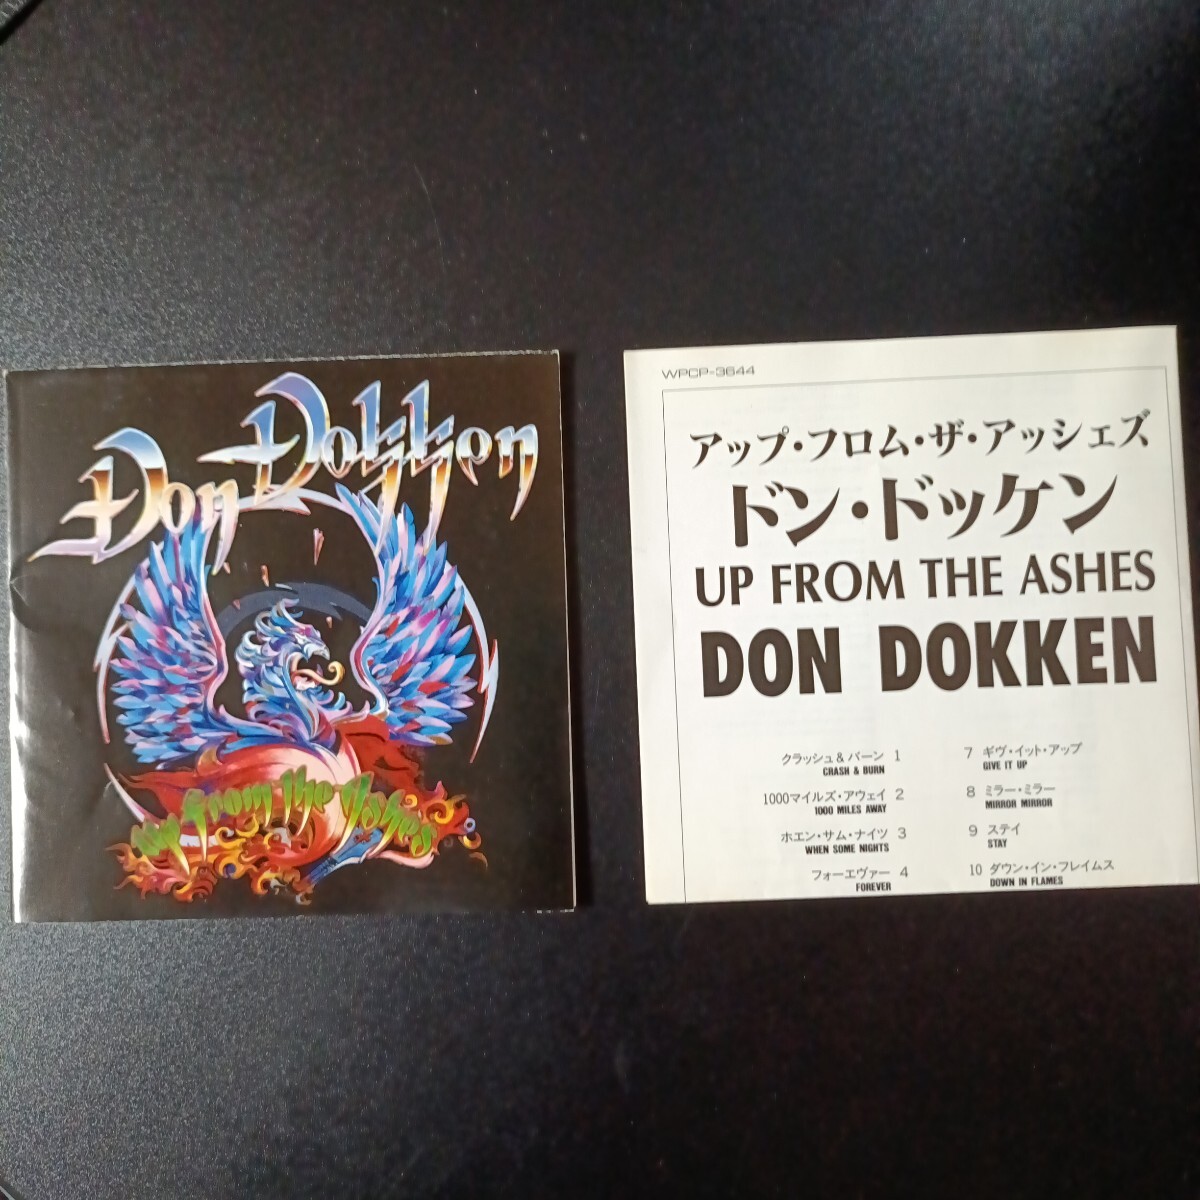 Don Dokken
up from the Ashes
WPCP-3644
アップ・フロム・ザ・アッシェズ
ドン・ドッケン
UP FROM THE ASHES
DON DOKKEN
クラッシュ&バーン 1
CRASH & BURN
1000マイルズ・アウェイ 2
1000 MILES AWAY
ホエン・サム・ナイツ 3
WHEN SOME NIGHTS
フォーエヴァー 4
FOREVER
7 ギヴ・イット・アップ
GIVE IT UP
8 ミラー・ミラー
MIRROR MIRROR
9 ステイ
STAY
10 ダウン・イン・フレイムス
DOWN IN FLAMES